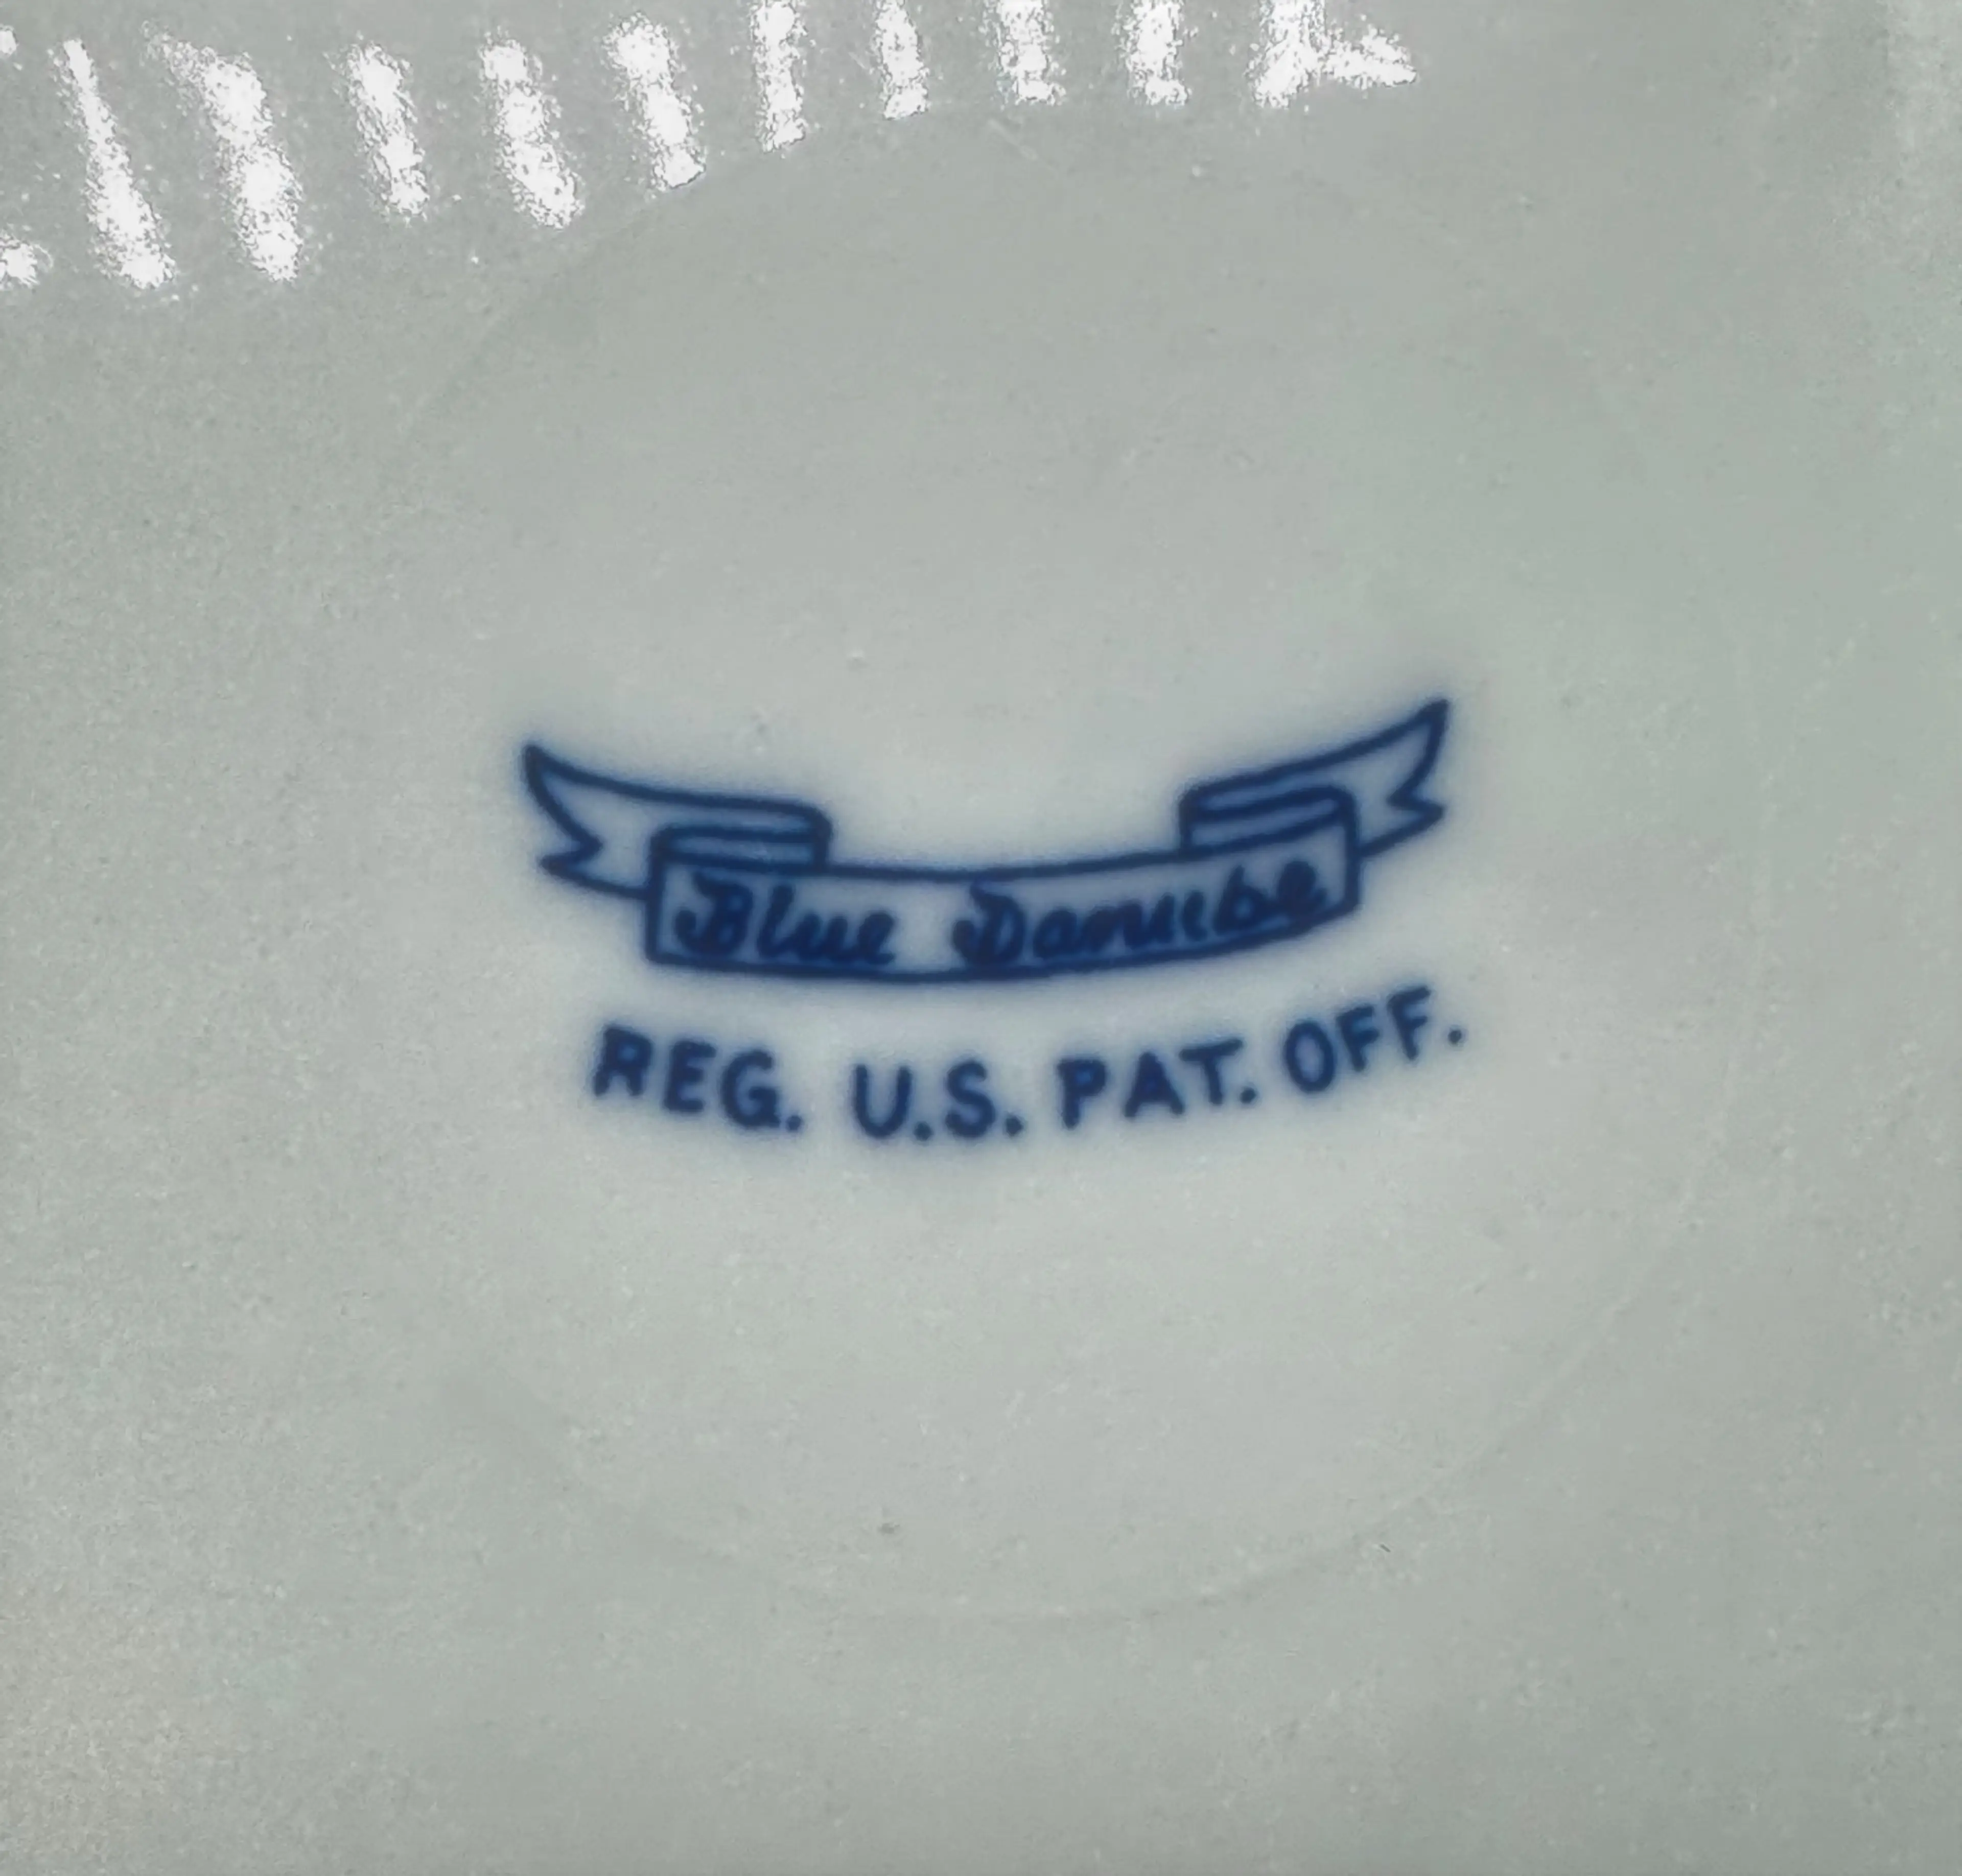 Blue Danube
REG. U.S. PAT. OFF.